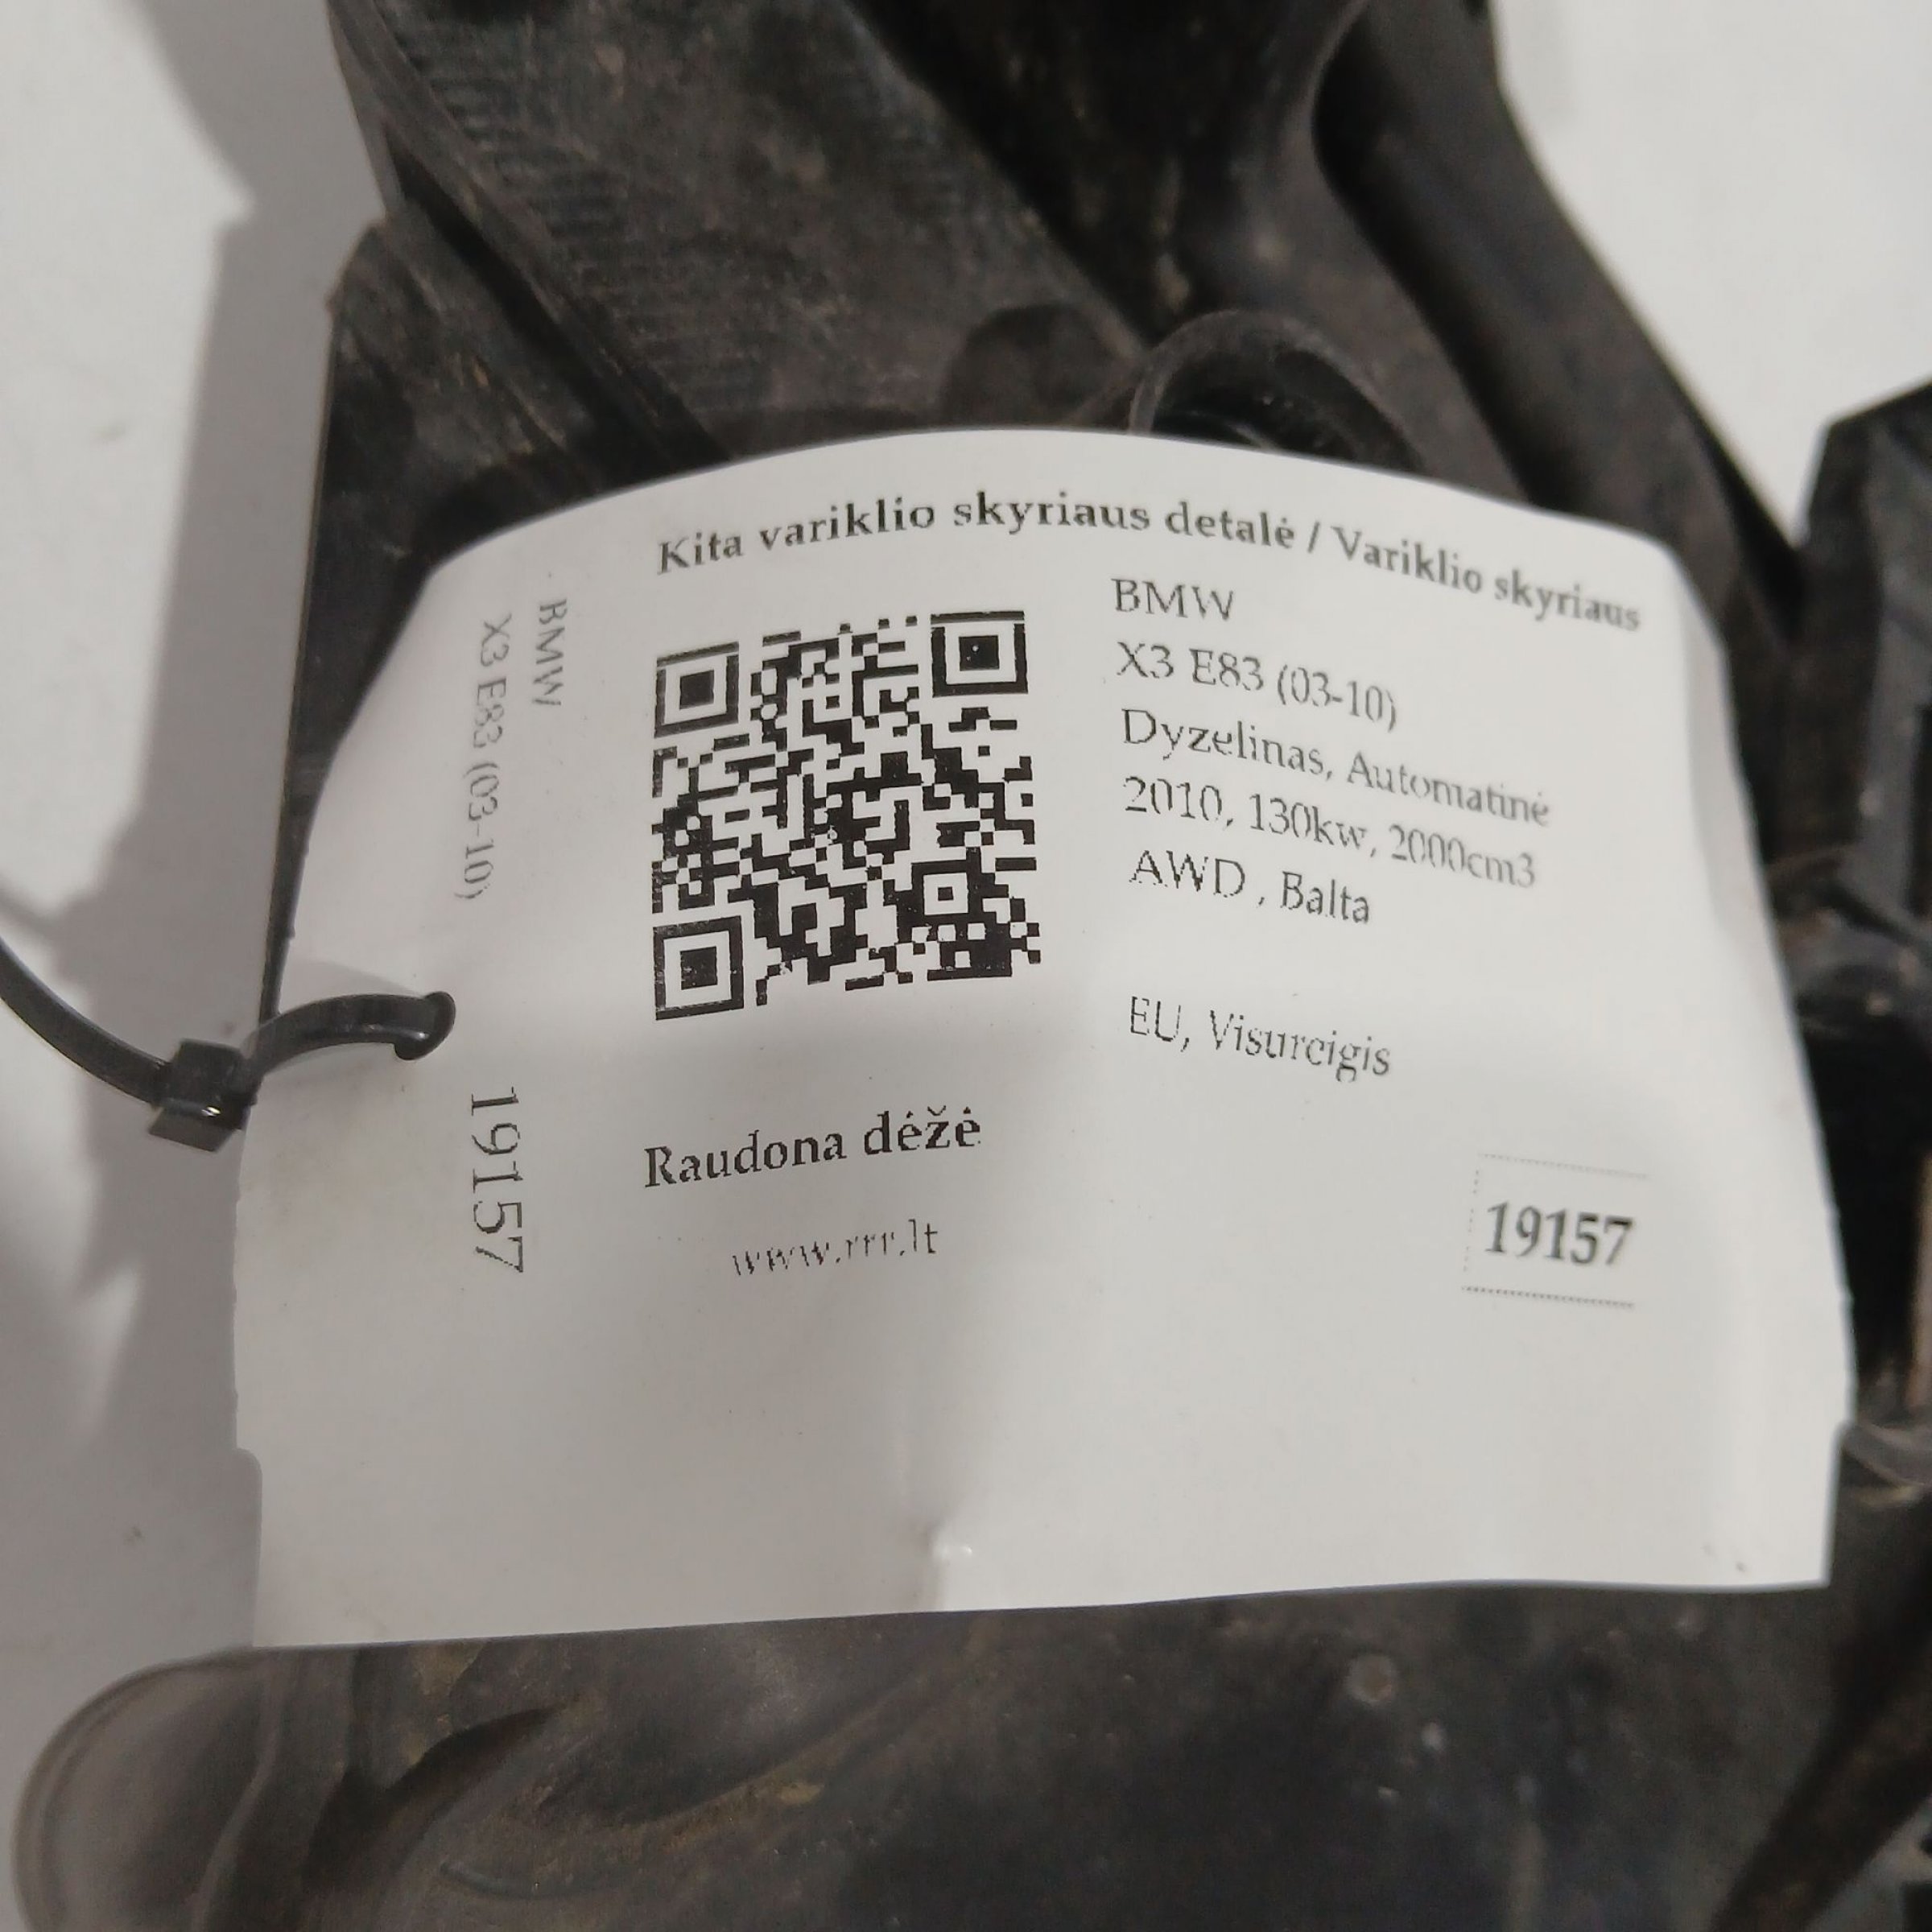 Kita variklio skyriaus detalė / Variklio skyriaus
BMW
X3 E83 (03-10)
Dyzelinas, Automatinė
2010, 130kw, 2000cm3
AWD , Balta
EU, Visureigis
BMW
X3 E83 (03-10)
19157
Raudona dėžė
www.rrr.lt
19157